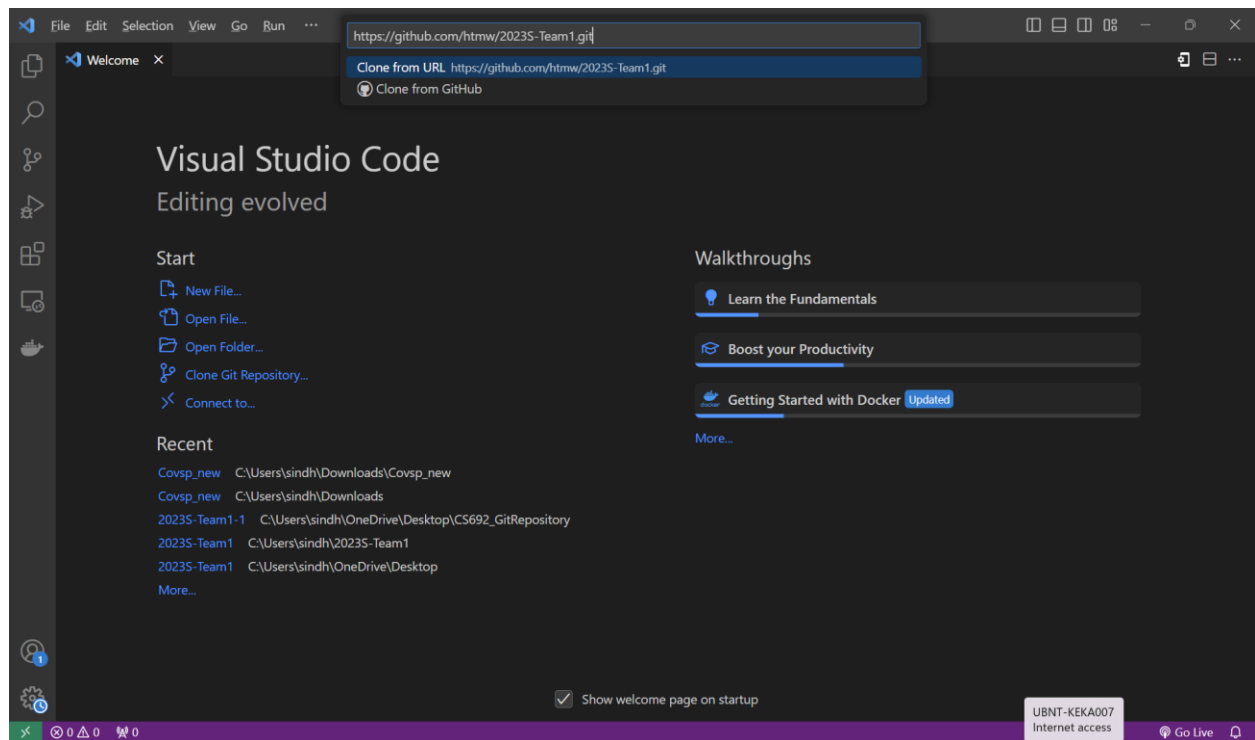 File Edit Selection View Go Run ···
https://github.com/htmw/2023S-Team1.git
Clone from URL https://github.com/htmw/2023S-Team1.git
Clone from GitHub
Welcome
Visual Studio Code
Editing evolved
Start
New File...
Open File...
Open Folder...
Clone Git Repository...
Connect to...
Recent
Covsp_new C:\Users\sindh\Downloads\Covsp_new
Covsp_new C:\Users\sindh\Downloads
2023S-Team1-1 C:\Users\sindh\OneDrive\Desktop\CS692_GitRepository
2023S-Team1 C:\Users\sindh\2023S-Team1
2023S-Team1 C:\Users\sindh\OneDrive\Desktop
More...
Walkthroughs
Learn the Fundamentals
Boost your Productivity
Getting Started with Docker Updated
More...
1
Show welcome page on startup
UBNT-KEKA007
Internet access
0 0 0 Go Live